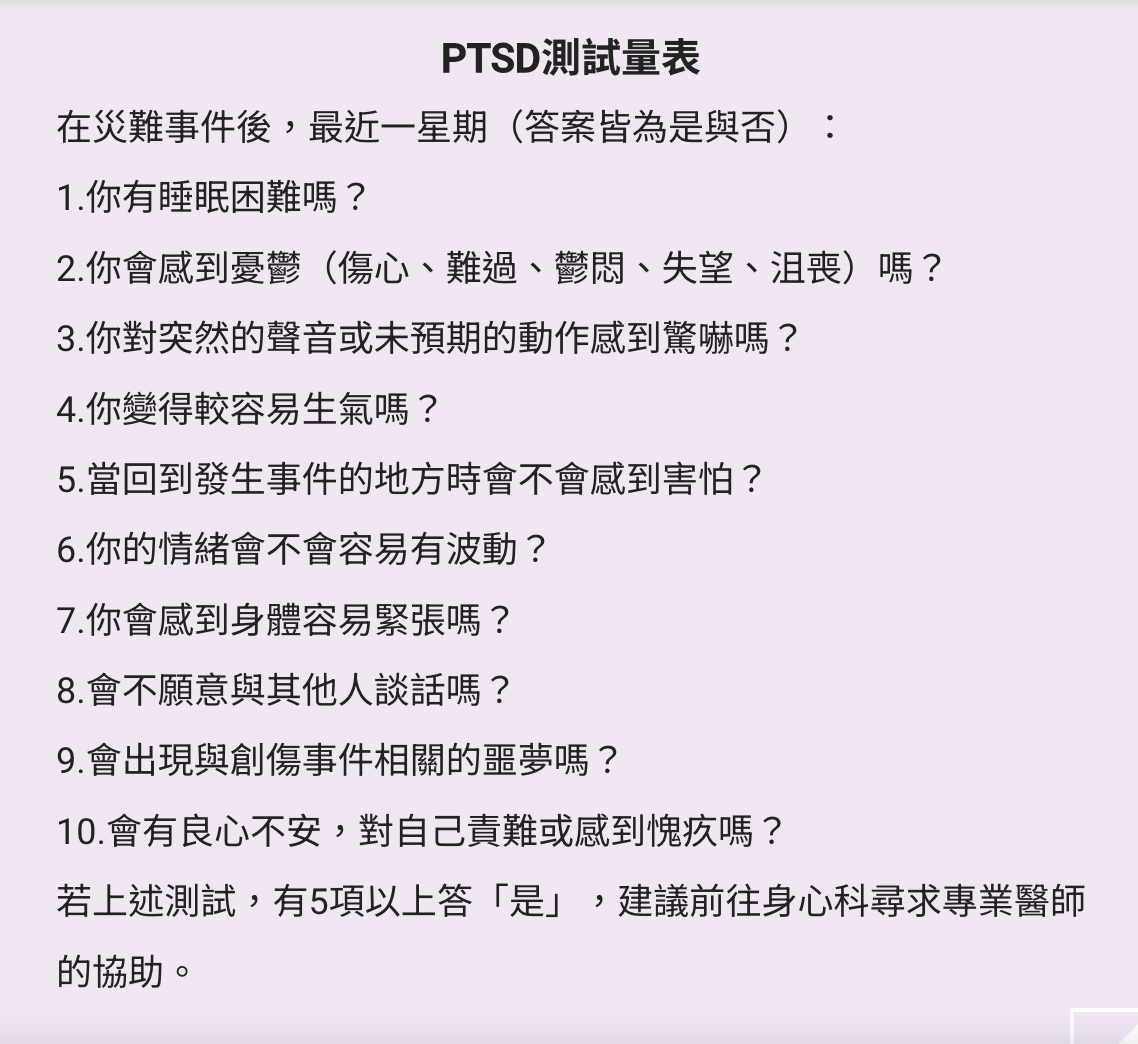 PTSD測試量表
在災難事件後，最近一星期（答案皆為是與否）：
1.你有睡眠困難嗎？
2.你會感到憂鬱（傷心、難過、鬱悶、失望、沮喪）嗎？
3.你對突然的聲音或未預期的動作感到驚嚇嗎？
4.你變得較容易生氣嗎？
5.當回到發生事件的地方時會不會感到害怕？
6.你的情緒會不會容易有波動？
7.你會感到身體容易緊張嗎？
8.會不願意與其他人談話嗎？
9.會出現與創傷事件相關的噩夢嗎？
10.會有良心不安，對自己責難或感到愧疚嗎？
若上述測試，有5項以上答「是」，建議前往身心科尋求專業醫師
的協助。